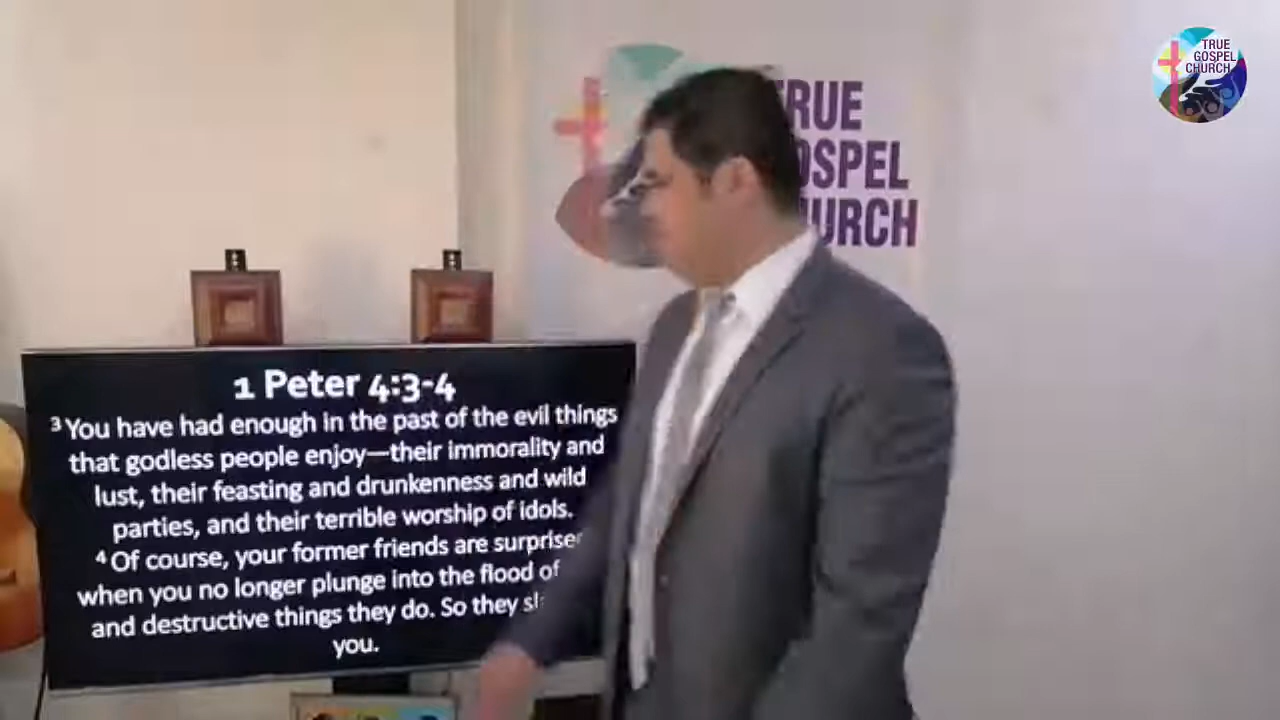 TRUE
GOSPEL
CHURCH
RUE
OSPEL
URCH
1 Peter 4:3-4
3 You have had enough in the past of the evil things
that godless people enjoy—their immorality and
lust, their feasting and drunkenness and wild
parties, and their terrible worship of idols.
4 Of course, your former friends are surprise
when you no longer plunge into the flood of
and destructive things they do. So they sl
you.